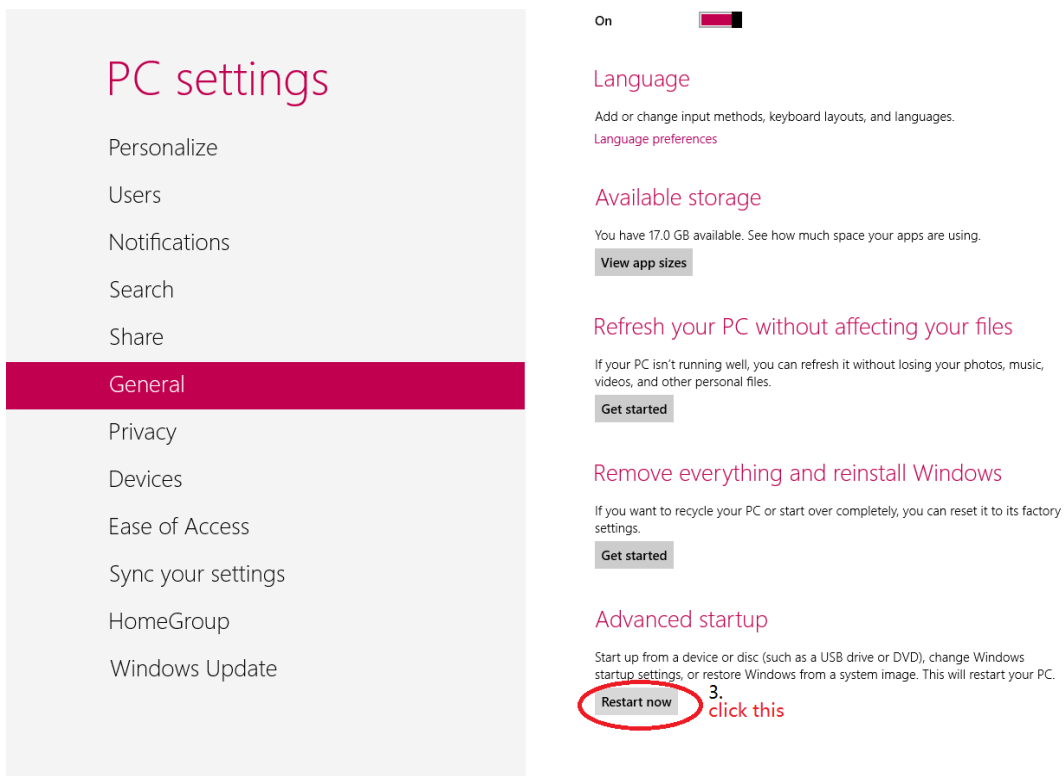 PC settings
Personalize
Users
Notifications
Search
Share
General
Privacy
Devices
Ease of Access
Sync your settings
HomeGroup
Windows Update
On
Language
Add or change input methods, keyboard layouts, and languages.
Language preferences
Available storage
You have 17.0 GB available. See how much space your apps are using.
View app sizes
Refresh your PC without affecting your files
If your PC isn't running well, you can refresh it without losing your photos, music,
videos, and other personal files.
Get started
Remove everything and reinstall Windows
If you want to recycle your PC or start over completely, you can reset it to its factory
settings.
Get started
Advanced startup
Start up from a device or disc (such as a USB drive or DVD), change Windows
startup settings, or restore Windows from a system image. This will restart your PC.
Restart now
3.
click this